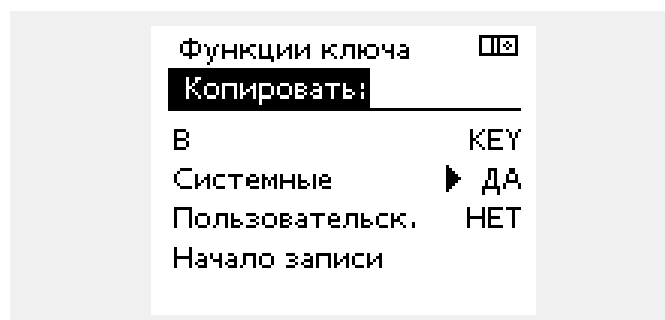 Функции ключа
Копировать:
В KEY
Системные ▶ ДА
Пользовательск. НЕТ
Начало записи